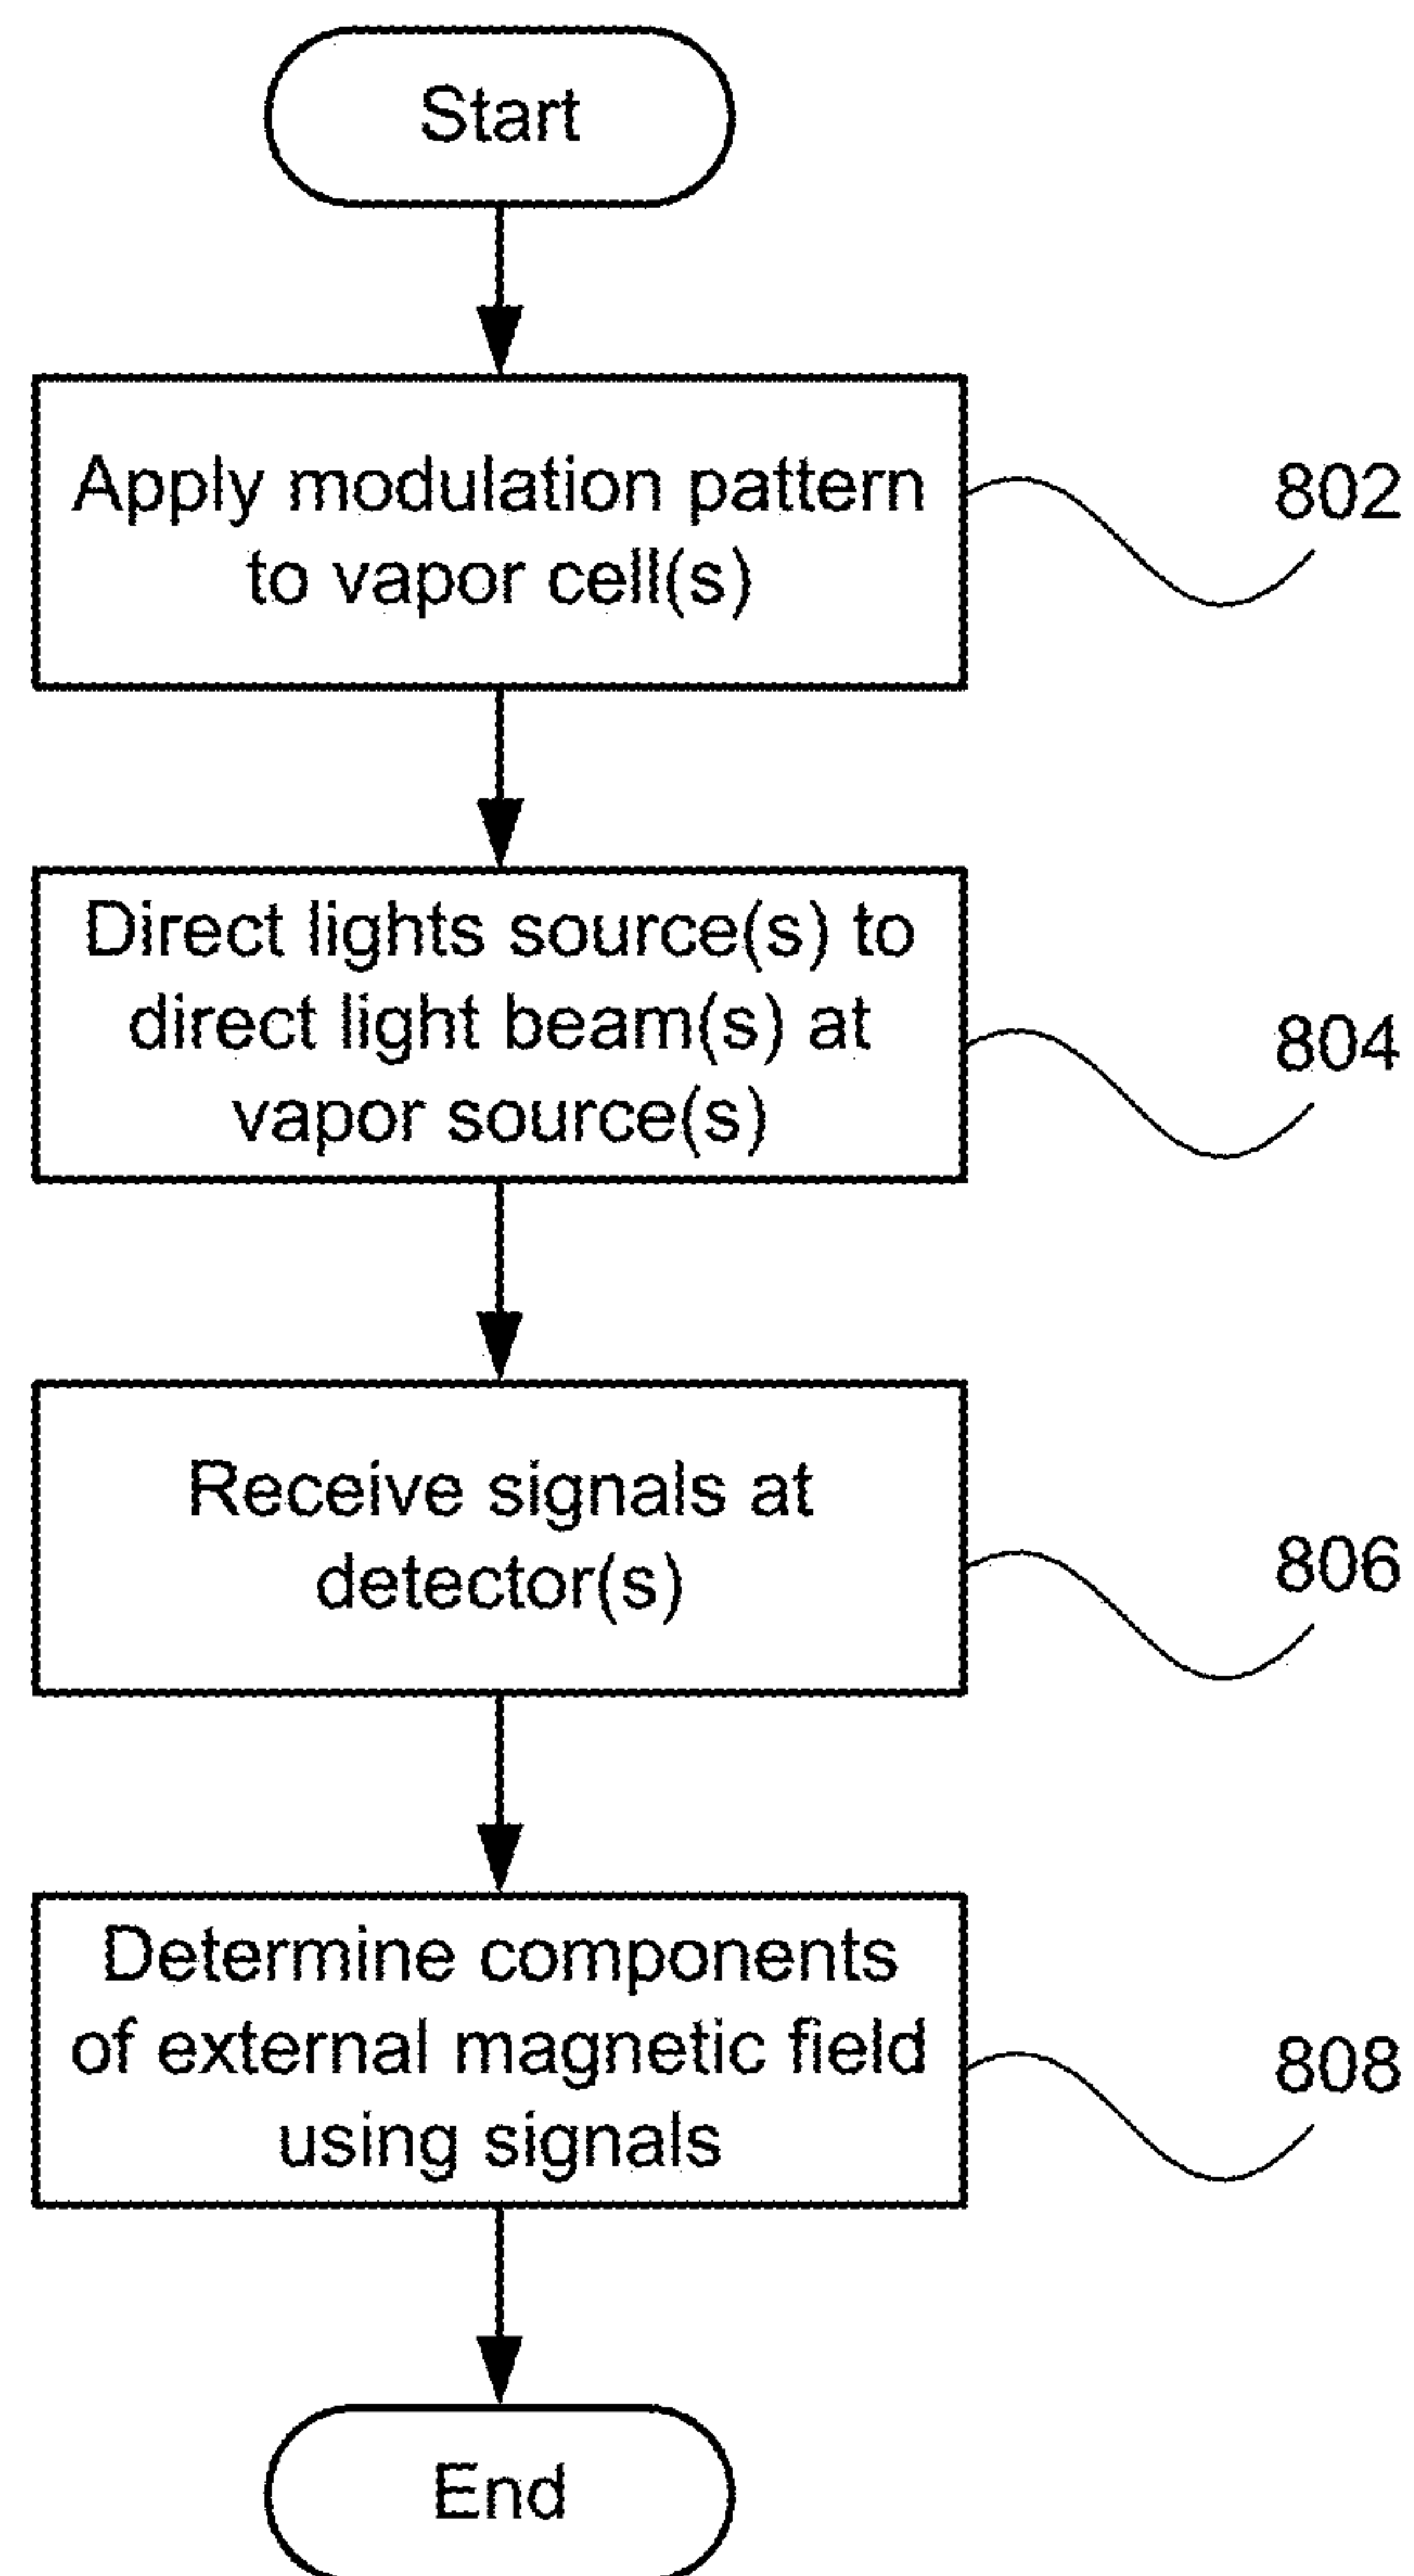 Start
Apply modulation pattern
to vapor cell(s)
802
Direct lights source(s) to
direct light beam(s) at
vapor source(s)
804
Receive signals at
detector(s)
806
Determine components
of external magnetic field
using signals
808
End